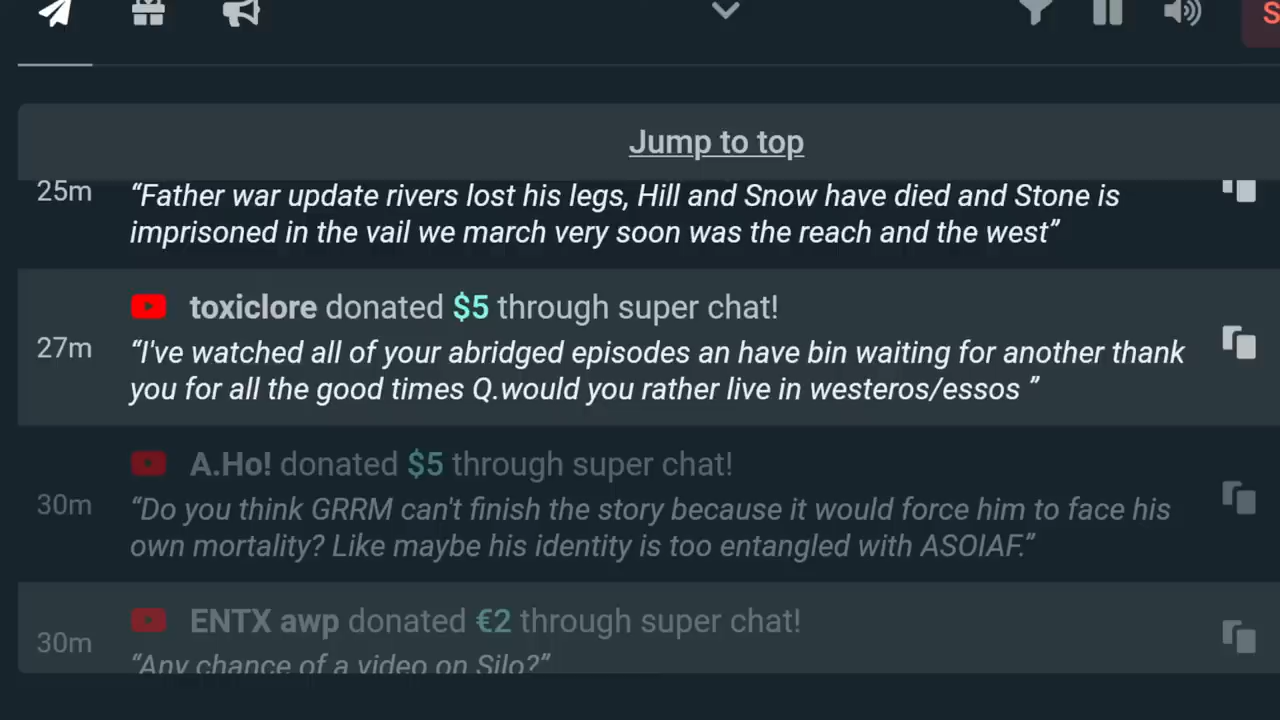 S
Jump to top
25m
“Father war update rivers lost his legs, Hill and Snow have died and Stone is
imprisoned in the vail we march very soon was the reach and the west”
toxiclore donated $5 through super chat!
27m
“I've watched all of your abridged episodes an have bin waiting for another thank
you for all the good times Q.would you rather live in westeros/essos ”
A.Ho! donated $5 through super chat!
30m
“Do you think GRRM can't finish the story because it would force him to face his
own mortality? Like maybe his identity is too entangled with ASOIAF.”
ENTX awp donated €2 through super chat!
30m
“Any chance of a video on Silo?”